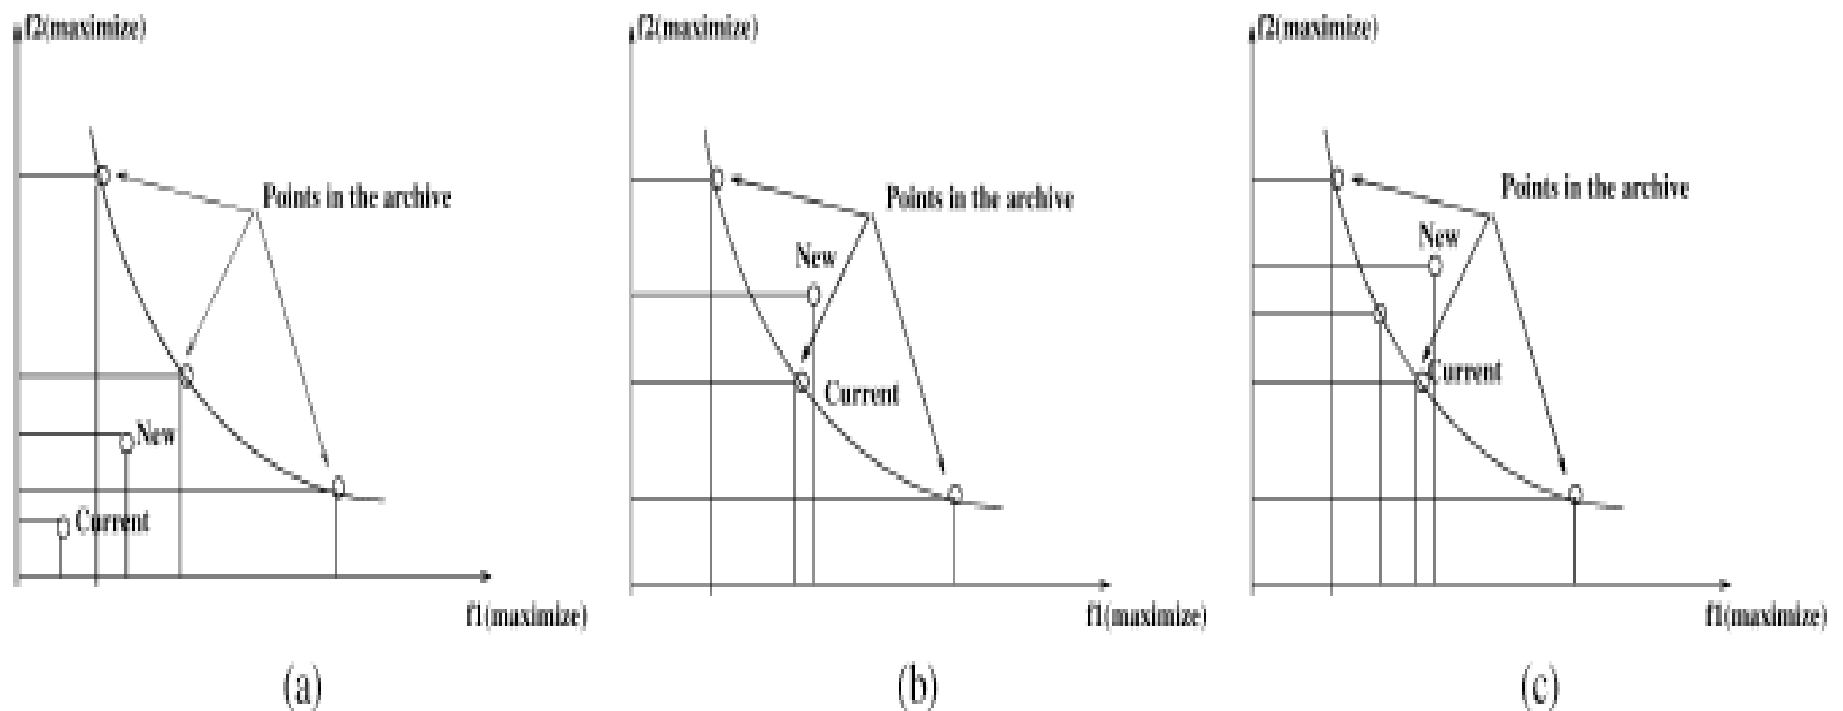 f2(maximize)
Points in the archive
New
Current
f1(maximize)
(a)
f2(maximize)
Points in the archive
New
Current
f1(maximize)
(b)
f2(maximize)
Points in the archive
New
Current
f1(maximize)
(c)